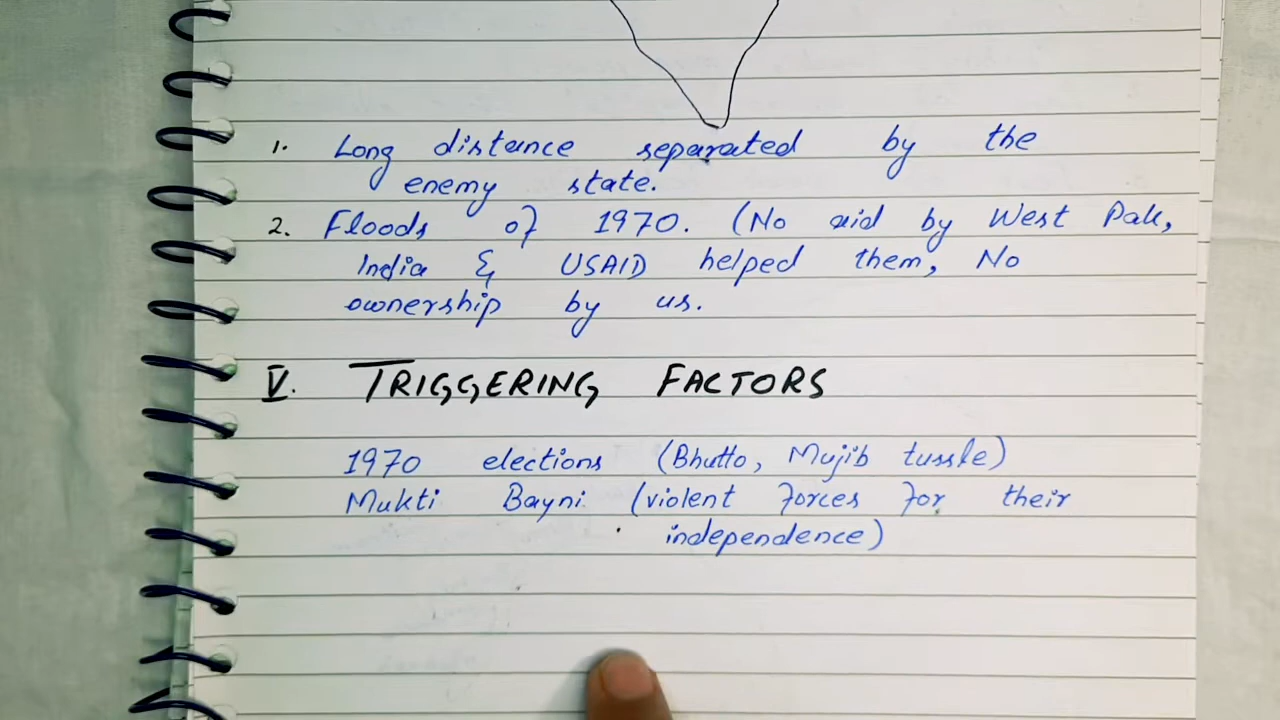 1. Long distance separated by the
enemy state.
2. Floods of 1970. (No aid by West Pak,
India & USAID helped them, No
ownership by us.
V. TRIGGERING FACTORS
1970 elections (Bhutto, Mujib tussle)
Mukti Bayni (violent forces for their
independence)